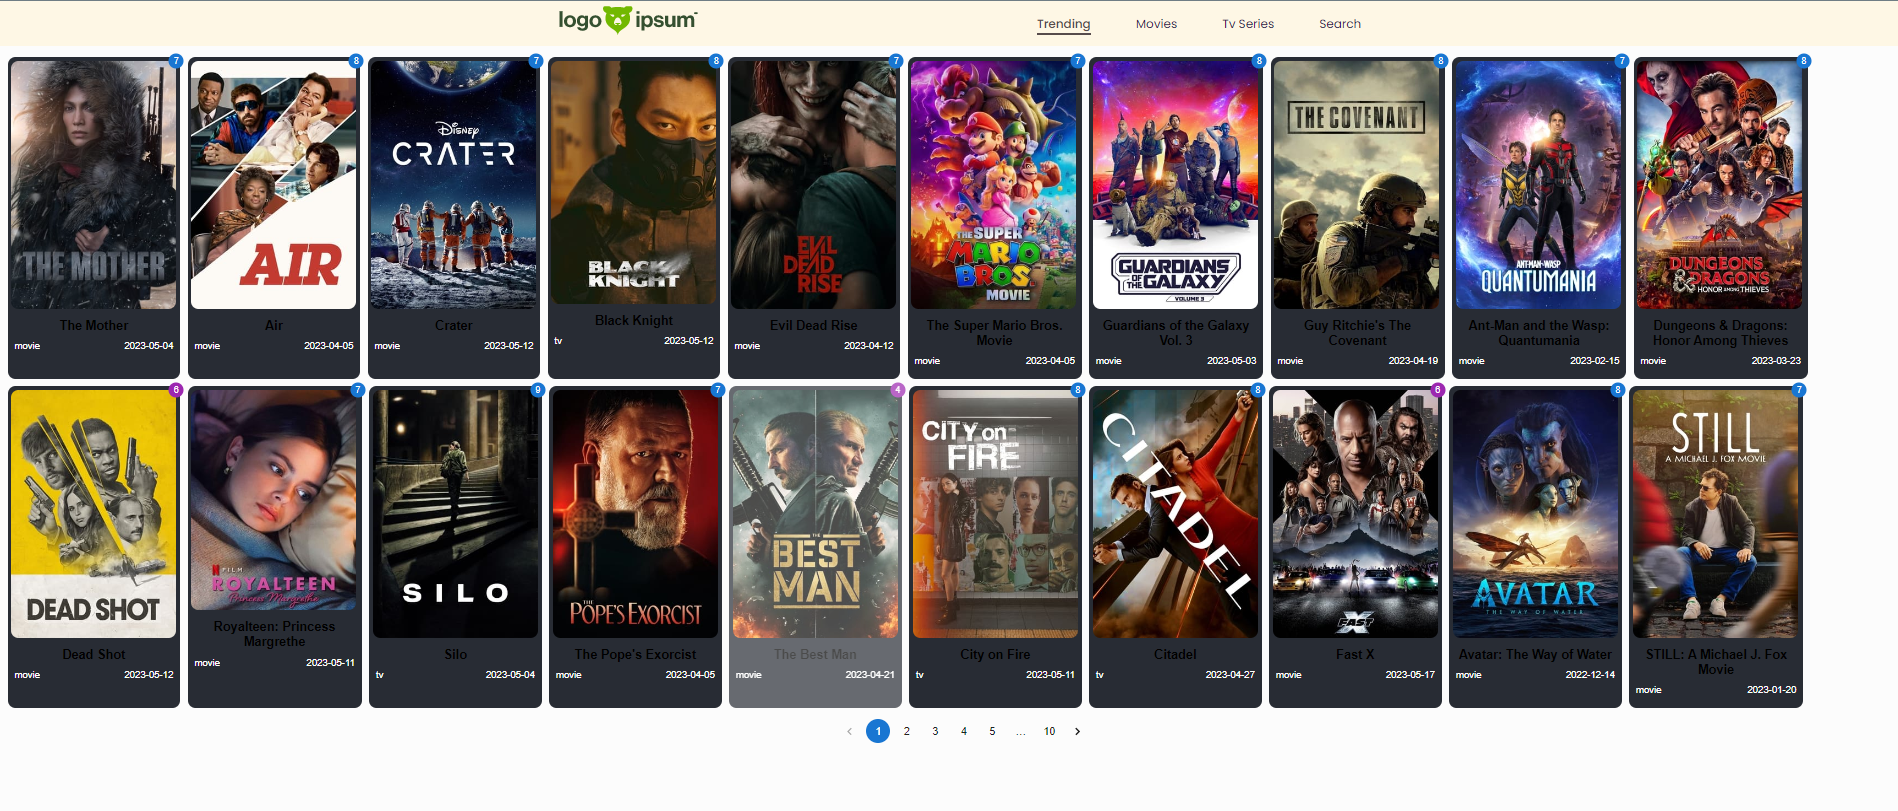 logo ipsum
Trending
Movies
Tv Series
Search
7
THE MOTHER
The Mother
movie 2023-05-04
8
AIR
Air
movie 2023-04-05
7
DISNEY
CRATER
Crater
movie 2023-05-12
8
BLACK
KNIGHT
Black Knight
tv 2023-05-12
7
EVIL
DEAD
RISE
Evil Dead Rise
movie 2023-04-12
7
THE SUPER
MARIO
BROS.
MOVIE
The Super Mario Bros.
Movie
movie 2023-04-05
8
GUARDIANS
OF THE GALAXY
VOLUME 3
Guardians of the Galaxy
Vol. 3
movie 2023-05-03
8
THE COVENANT
Guy Ritchie's The
Covenant
movie 2023-04-19
7
ANT-MAN AND THE WASP
QUANTUMANIA
Ant-Man and the Wasp:
Quantumania
movie 2023-02-15
8
DUNGEONS
& DRAGONS
HONOR AMONG THIEVES
Dungeons & Dragons:
Honor Among Thieves
movie 2023-03-23
6
DEAD SHOT
Dead Shot
movie 2023-05-12
7
N FILM
ROYALTEEN
Princess Margrethe
Royalteen: Princess
Margrethe
movie 2023-05-11
9
SILO
Silo
tv 2023-05-04
7
THE
POPE'S EXORCIST
The Pope's Exorcist
movie 2023-04-05
4
THE
BEST
MAN
The Best Man
movie 2023-04-21
8
CITY on
FIRE
City on Fire
tv 2023-05-11
8
CITADEL
Citadel
tv 2023-04-27
6
FAST X
Fast X
movie 2023-05-17
8
AVATAR
THE WAY OF WATER
Avatar: The Way of Water
movie 2022-12-14
7
STILL
A MICHAEL J. FOX MOVIE
STILL: A Michael J. Fox
Movie
movie 2023-01-20
‹ 1 2 3 4 5 … 10 ›